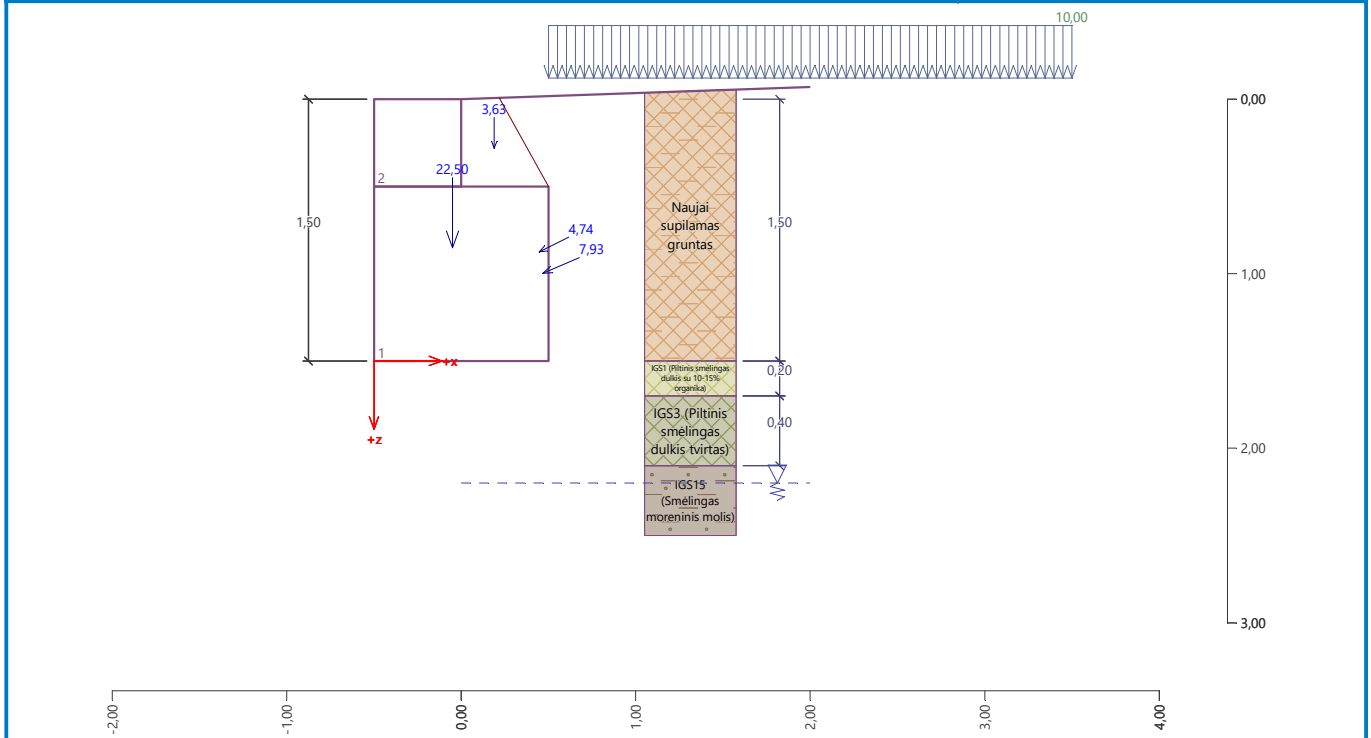 10,00
0,00
3,63
22,50
2
1,50
4,74
7,93
Naujai
supilamas
gruntas
1,50
1,00
1
+x
IGS1 (Piltinis smėlingas
dulkis su 10-15%
organika)
0,20
IGS3 (Piltinis
smėlingas
dulkis tvirtas)
0,40
+z
2,00
IGS15
(Smėlingas
moreninis molis)
3,00
-2,00
-1,00
0,00
1,00
2,00
3,00
4,00